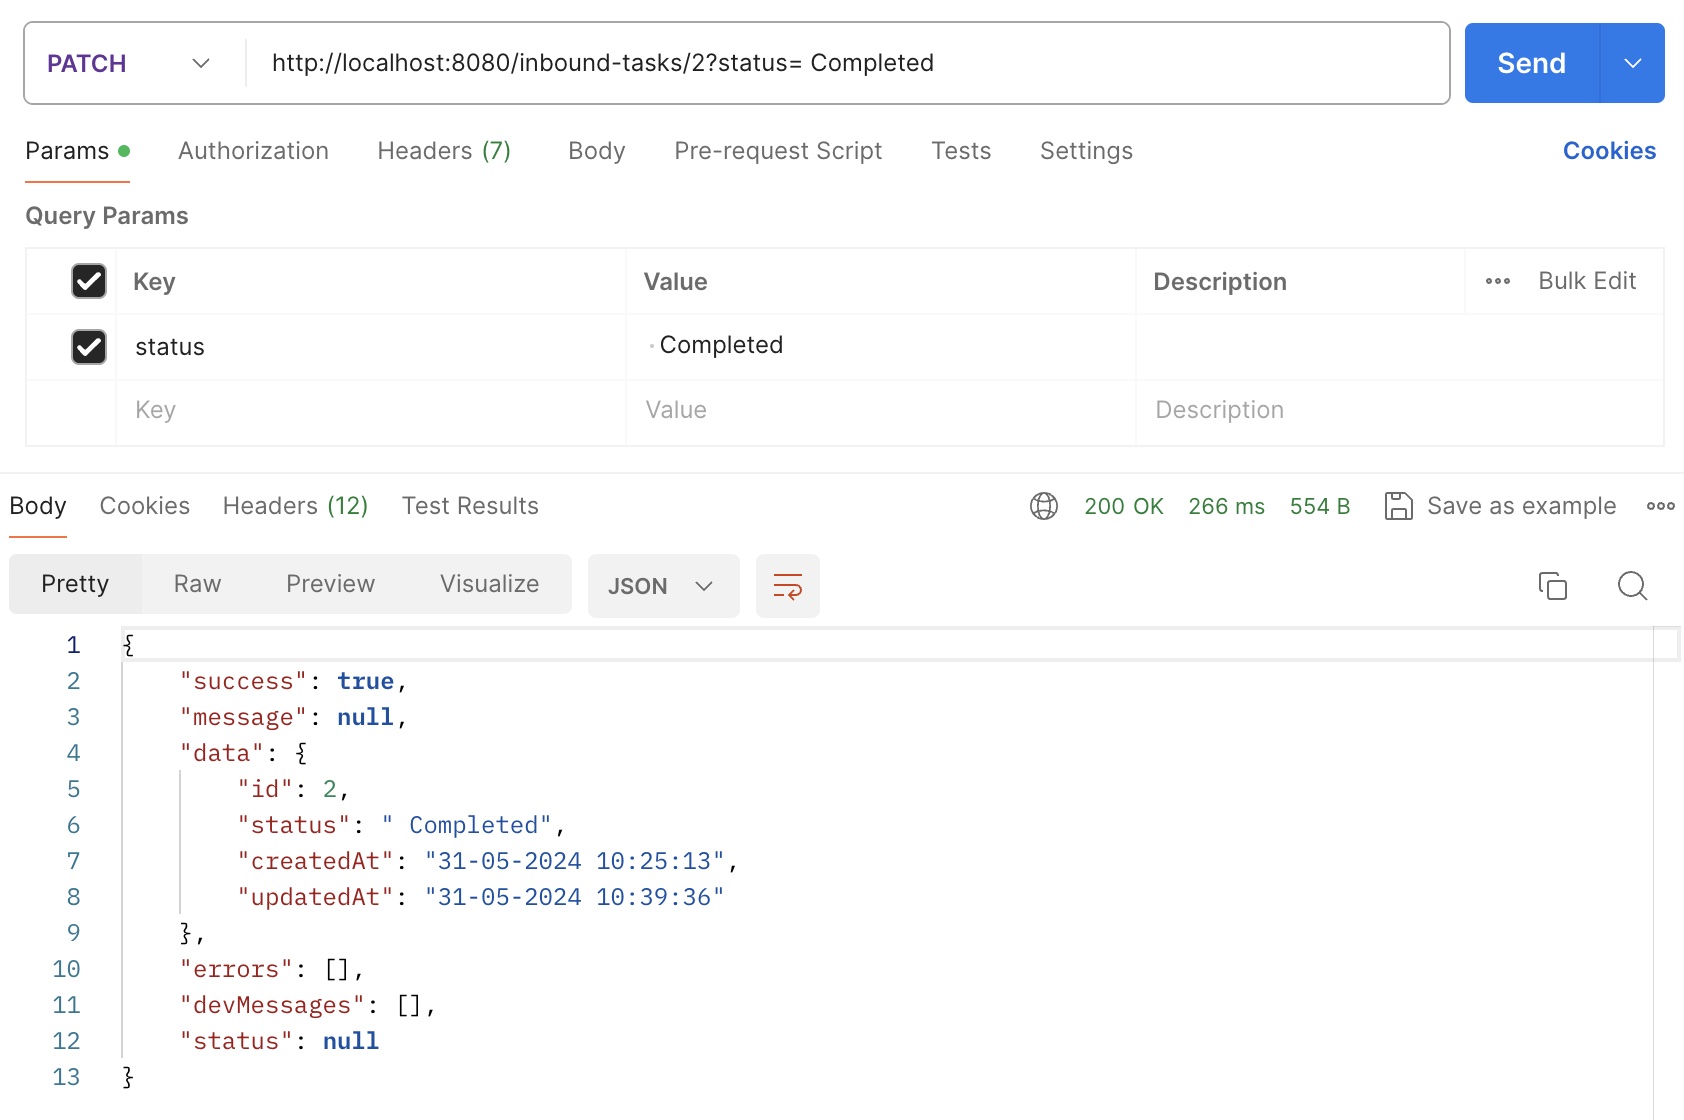 PATCH http://localhost:8080/inbound-tasks/2?status= Completed Send
Params Authorization Headers (7) Body Pre-request Script Tests Settings Cookies
Query Params
Key Value Description Bulk Edit
status Completed
Key Value Description
Body Cookies Headers (12) Test Results 200 OK 266 ms 554 B Save as example
Pretty Raw Preview Visualize JSON
1 {
2 "success": true,
3 "message": null,
4 "data": {
5 "id": 2,
6 "status": " Completed",
7 "createdAt": "31-05-2024 10:25:13",
8 "updatedAt": "31-05-2024 10:39:36"
9 },
10 "errors": [],
11 "devMessages": [],
12 "status": null
13 }